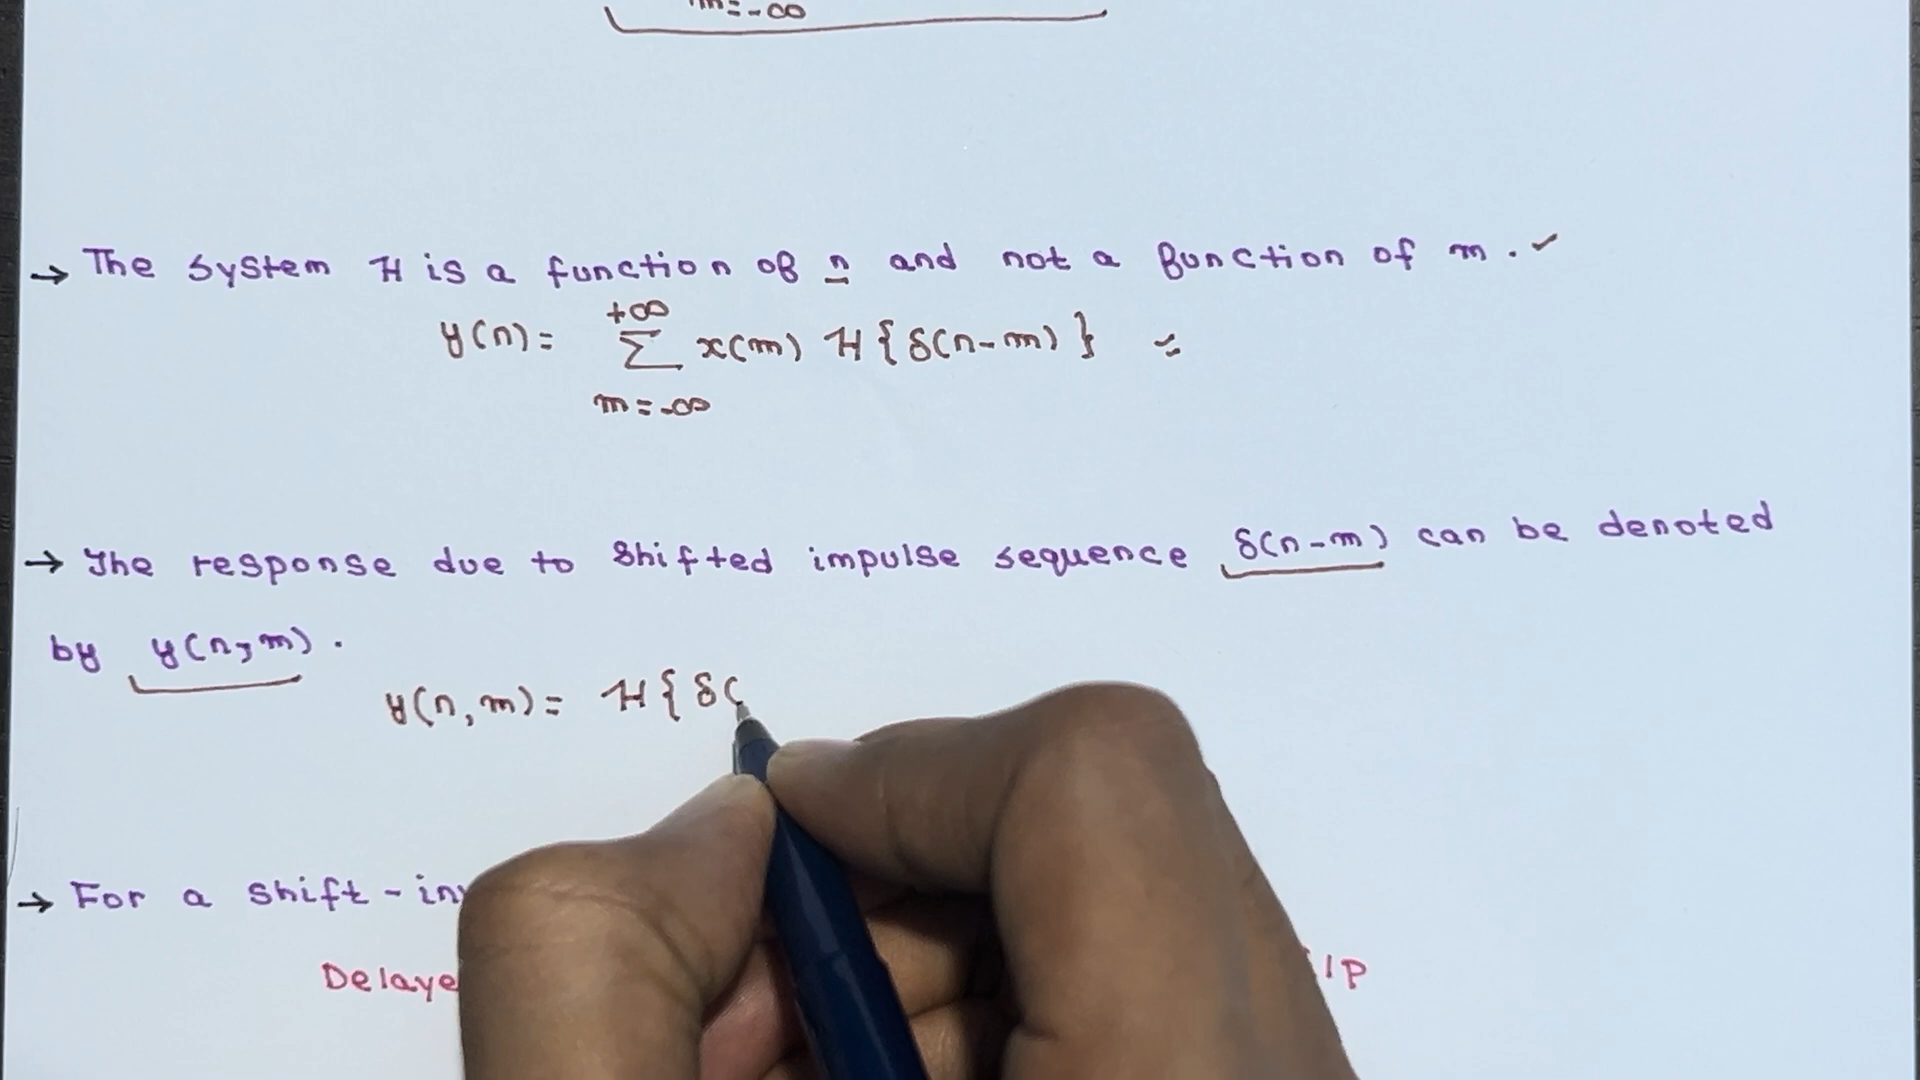 m=-∞
→ The system H is a function of n and not a function of m. ✓
+∞
y(n)= Σ x(m) H{δ(n-m)} =
m=-∞
→ The response due to shifted impulse sequence δ(n-m) can be denoted
by y(n,m).
y(n,m)= H{δ(
→ For a shift-in
Delaye IP